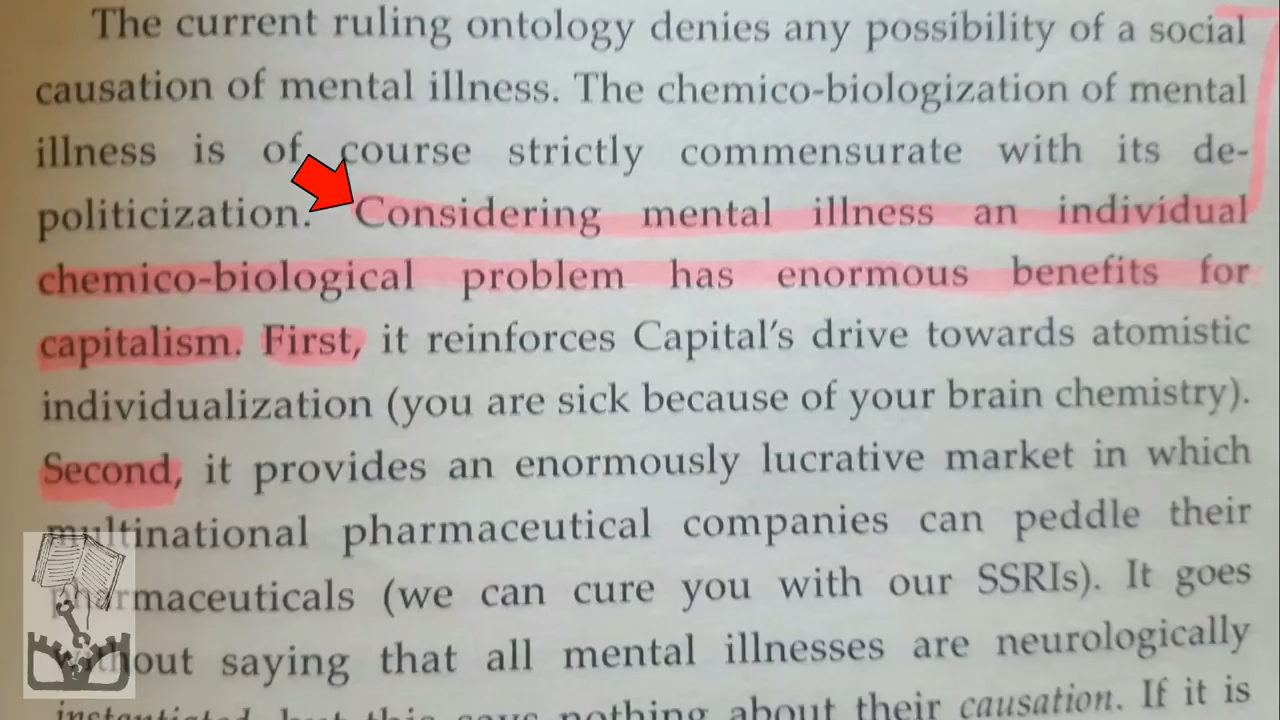 The current ruling ontology denies any possibility of a social
causation of mental illness. The chemico-biologization of mental
illness is of course strictly commensurate with its de-
politicization. Considering mental illness an individual
chemico-biological problem has enormous benefits for
capitalism. First, it reinforces Capital's drive towards atomistic
individualization (you are sick because of your brain chemistry).
Second, it provides an enormously lucrative market in which
multinational pharmaceutical companies can peddle their
pharmaceuticals (we can cure you with our SSRIs). It goes
without saying that all mental illnesses are neurologically
instantiated, but this says nothing about their causation. If it is